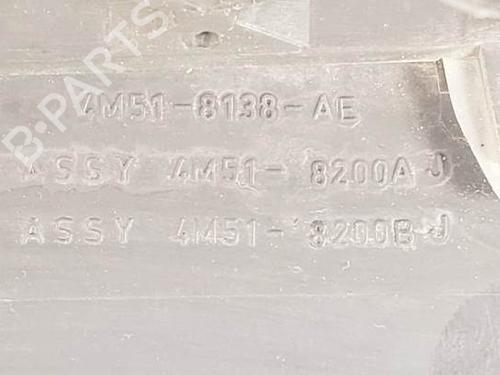 B-PARTS
4M51-8138-AE
ASSY 4M51- 8200A J
ASSY 4M51- 8200B J